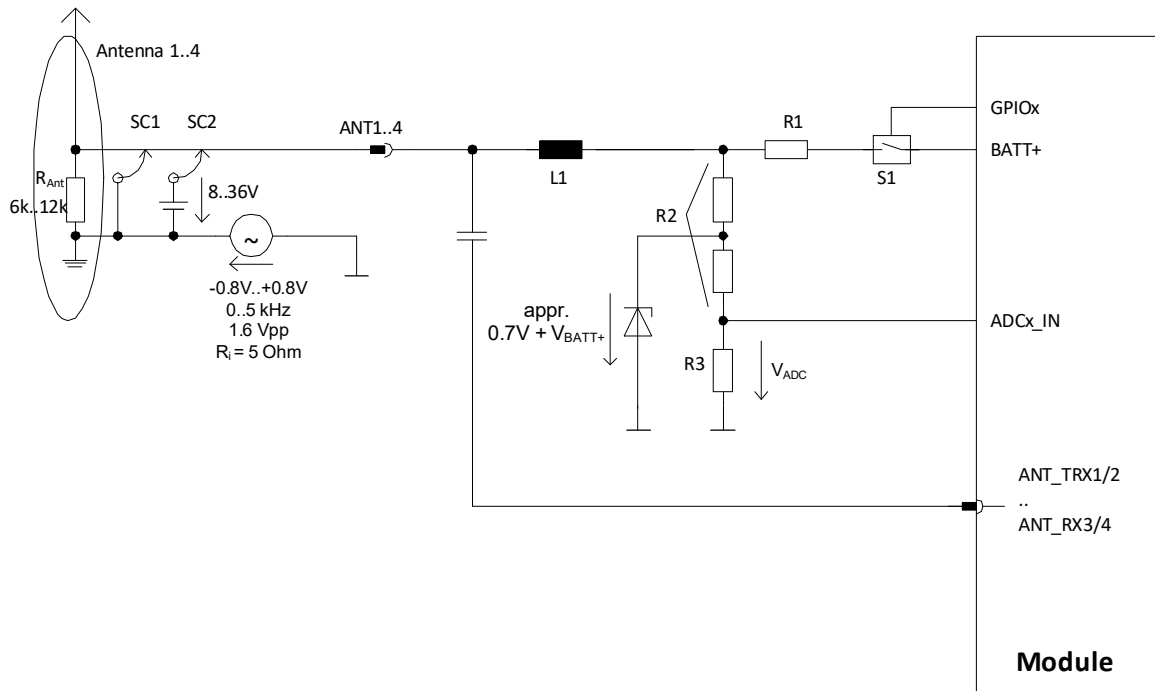 Antenna 1..4
SC1
SC2
ANT1..4
R1
GPIOx
BATT+
S1
L1
RAnt
6k..12k
8..36V
R2
~
-0.8V..+0.8V
0..5 kHz
1.6 Vpp
Ri = 5 Ohm
appr.
0.7V + VBATT+
ADCx_IN
R3
VADC
ANT_TRX1/2
..
ANT_RX3/4
Module